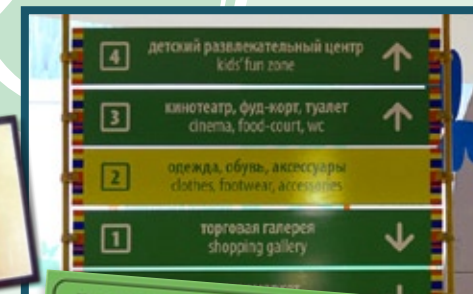 4
детский развлекательный центр
kids' fun zone
3
кинотеатр, фуд-корт, туалет
cinema, food-court, wc
2
одежда, обувь, аксессуары
clothes, footwear, accessories
1
торговая галерея
shopping gallery